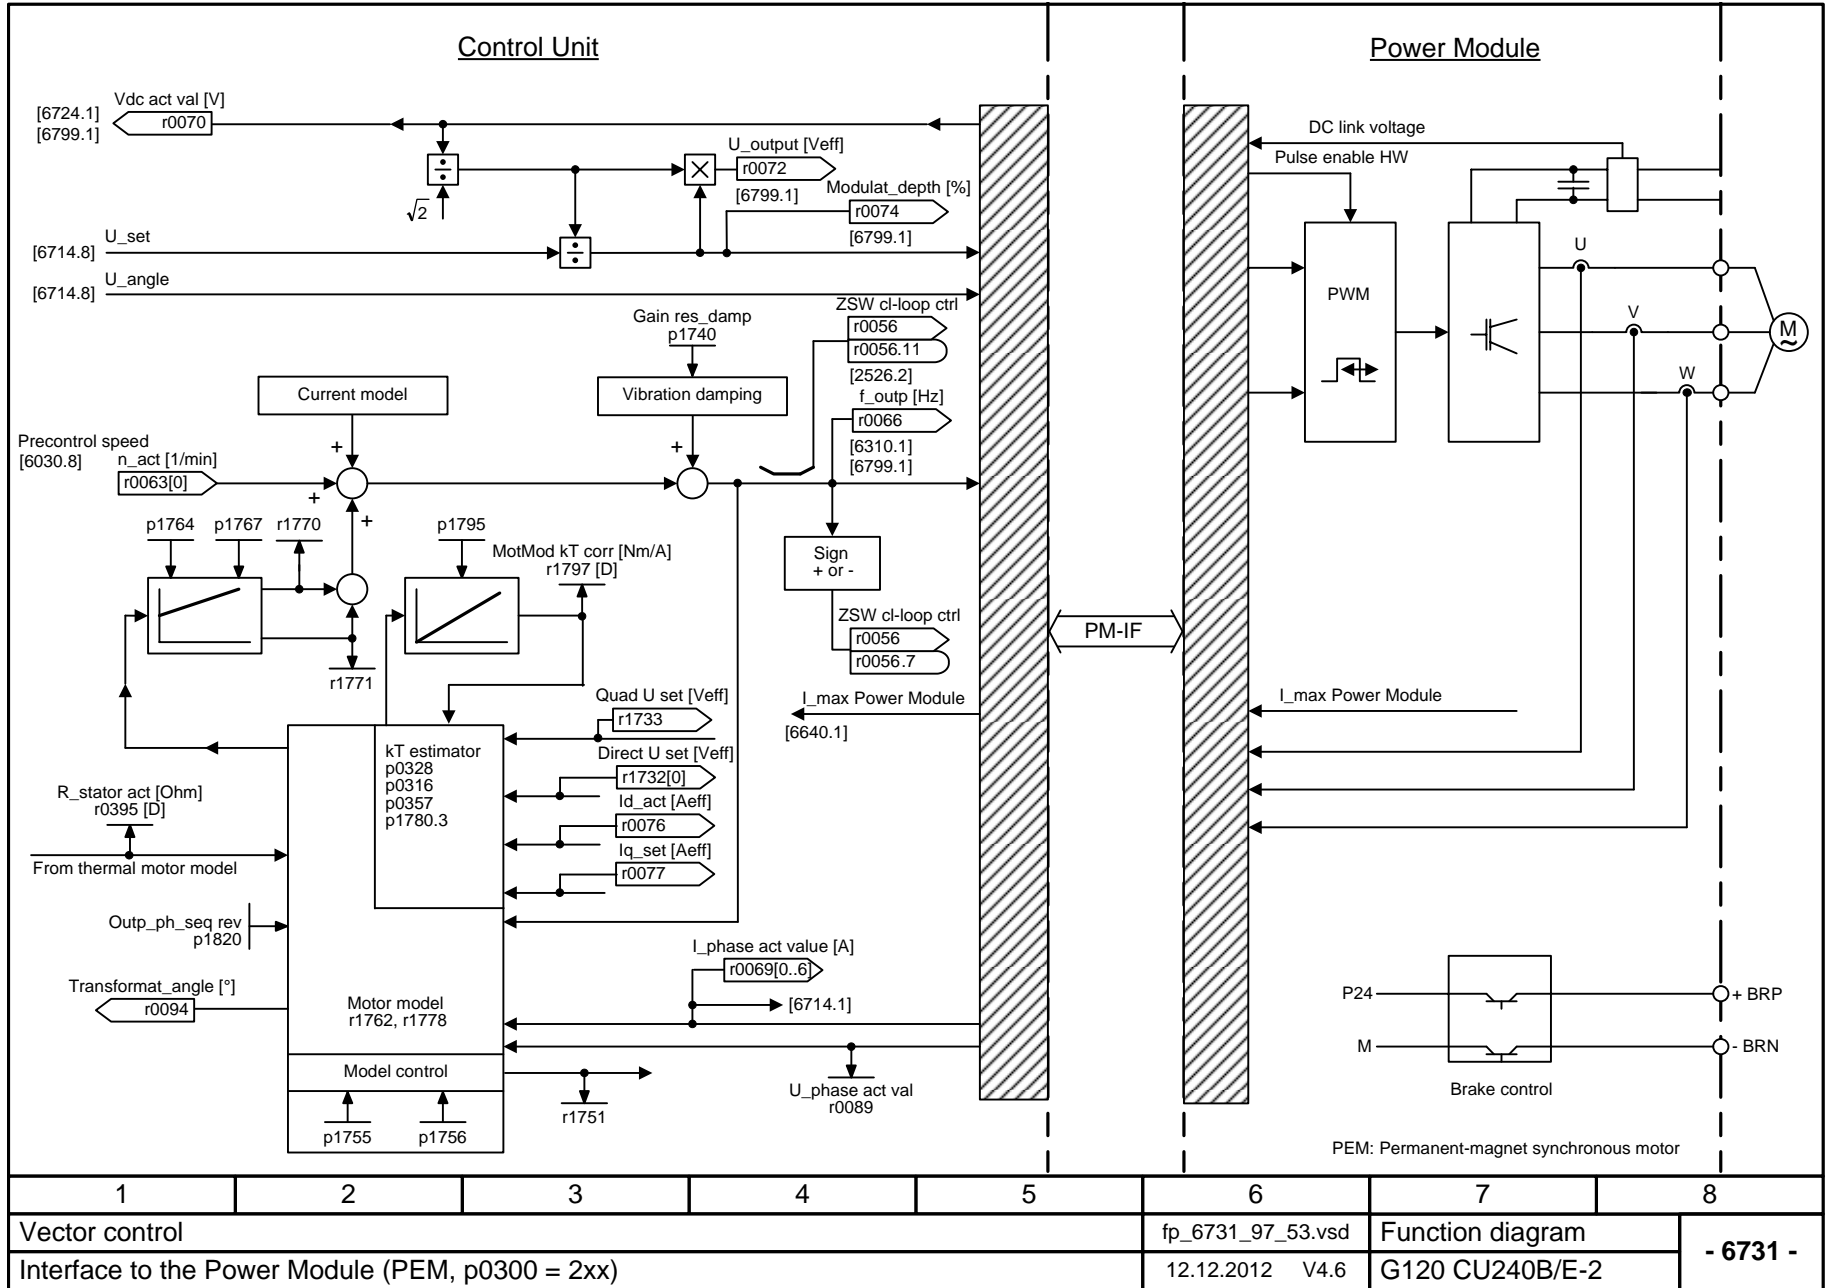 Control Unit
Power Module
Vdc act val [V]
[6724.1]
r0070
[6799.1]
DC link voltage
U_output [Veff]
r0072
[6799.1]
Pulse enable HW
÷
×
√2
Modulat_depth [%]
r0074
[6799.1]
U_set
[6714.8]
÷
U_angle
[6714.8]
U
V
W
PWM
M
~
ZSW cl-loop ctrl
r0056
r0056.11
[2526.2]
Gain res_damp
p1740
f_outp [Hz]
r0066
[6310.1]
[6799.1]
Current model
Vibration damping
+
+
Precontrol speed
[6030.8]
n_act [1/min]
r0063[0]
+
+
p1764
p1767
r1770
p1795
MotMod kT corr [Nm/A]
r1797 [D]
Sign
+ or -
ZSW cl-loop ctrl
r0056
r0056.7
PM-IF
r1771
Quad U set [Veff]
r1733
I_max Power Module
[6640.1]
I_max Power Module
kT estimator
p0328
p0316
p0357
p1780.3
Direct U set [Veff]
r1732[0]
Id_act [Aeff]
r0076
Iq_set [Aeff]
r0077
R_stator act [Ohm]
r0395 [D]
From thermal motor model
Outp_ph_seq rev
p1820
I_phase act value [A]
r0069[0..6]
[6714.1]
Transformat_angle [°]
r0094
Motor model
r1762, r1778
P24
+ BRP
M
- BRN
Brake control
Model control
U_phase act val
r0089
r1751
p1755
p1756
PEM: Permanent-magnet synchronous motor
1
2
3
4
5
6
7
8
Vector control
fp_6731_97_53.vsd
Function diagram
- 6731 -
Interface to the Power Module (PEM, p0300 = 2xx)
12.12.2012 V4.6
G120 CU240B/E-2